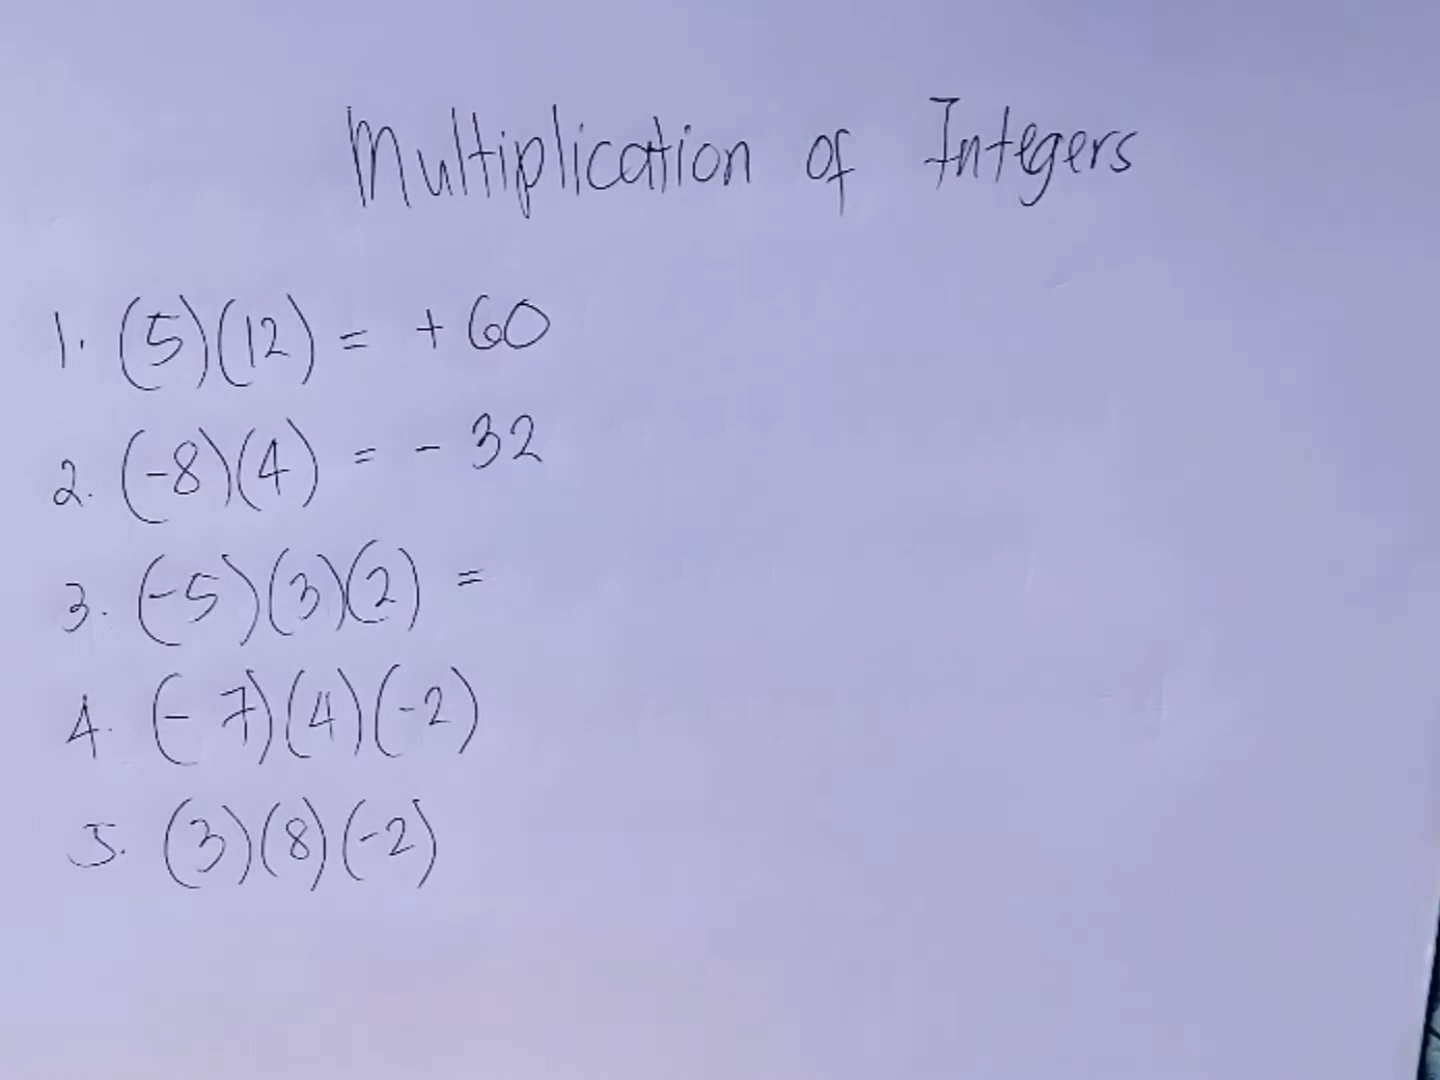 Multiplication of Integers
1. (5)(12) = + 60
2. (-8)(4) = - 32
3. (-5)(3)(2) =
4. (-7)(4)(-2)
5. (3)(8)(-2)